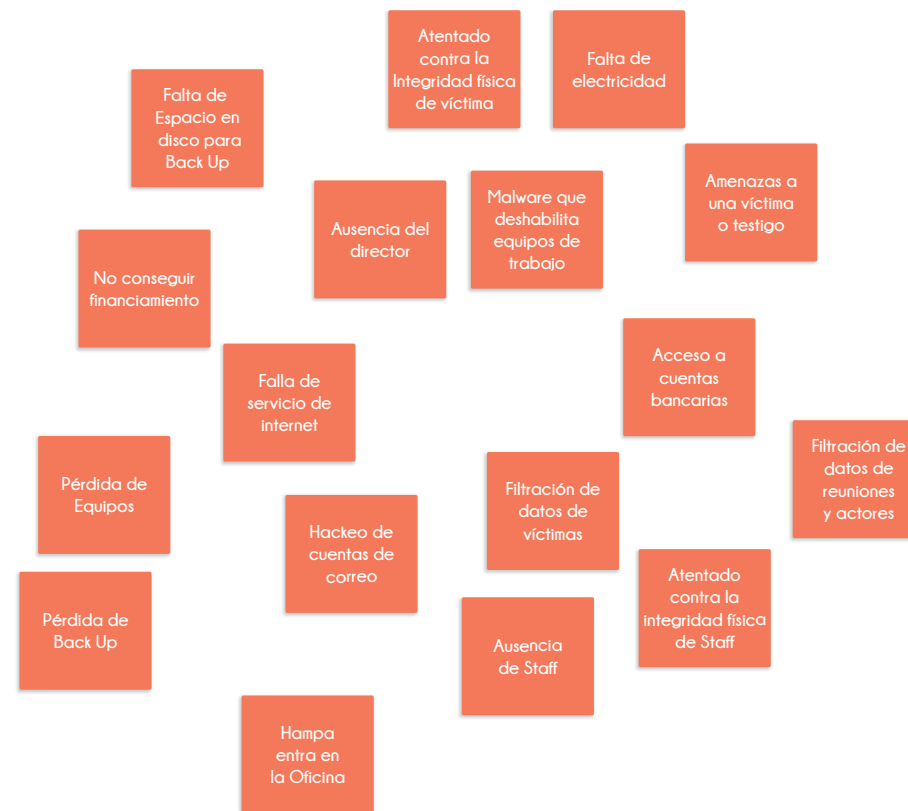 Atentado
contra la
Integridad física
de víctima
Falta de
electricidad
Falta de
Espacio en
disco para
Back Up
Amenazas a
una víctima
o testigo
Ausencia del
director
Malware que
deshabilita
equipos de
trabajo
No conseguir
financiamiento
Acceso a
cuentas
bancarias
Falla de
servicio de
internet
Filtración de
datos de
reuniones
y actores
Pérdida de
Equipos
Filtración de
datos de
víctimas
Hackeo de
cuentas de
correo
Atentado
contra la
integridad física
de Staff
Pérdida de
Back Up
Ausencia
de Staff
Hampa
entra en
la Oficina